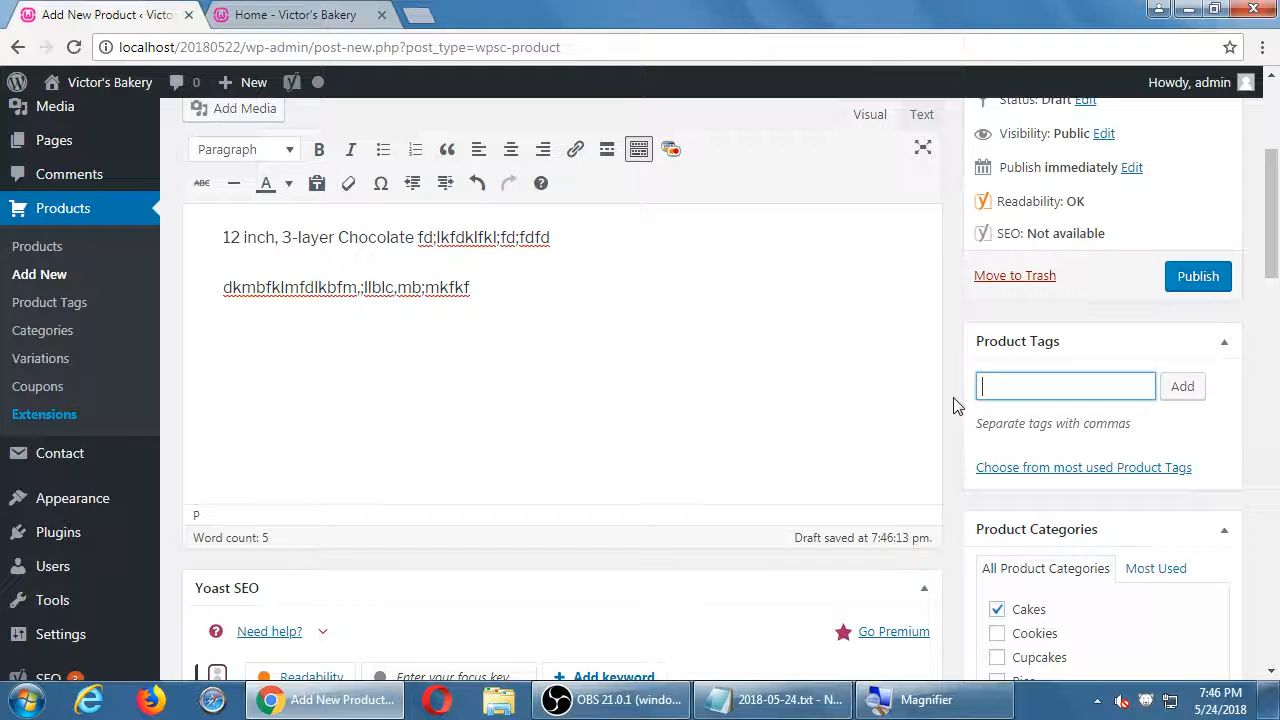 Add New Product ‹ Victo
Home - Victor's Bakery
localhost/20180522/wp-admin/post-new.php?post_type=wpsc-product
Victor's Bakery
0
New
Howdy, admin
Media
Pages
Comments
Products
Products
Add New
Product Tags
Categories
Variations
Coupons
Extensions
Contact
Appearance
Plugins
Users
Tools
Settings
SEO
Add Media
Visual
Text
Paragraph
B
I
ABC
A
12 inch, 3-layer Chocolate fd;lkfdklfkl;fd;fdfd
dkmbfklmfdlkbfm,;llblc,mb;mkfkf
P
Word count: 5
Draft saved at 7:46:13 pm.
Yoast SEO
Need help?
Go Premium
Readability
Enter your focus key
Add keyword
Status: Draft Edit
Visibility: Public Edit
Publish immediately Edit
Readability: OK
SEO: Not available
Move to Trash
Publish
Product Tags
Add
Separate tags with commas
Choose from most used Product Tags
Product Categories
All Product Categories
Most Used
Cakes
Cookies
Cupcakes
Add New Product...
OBS 21.0.1 (windo...
2018-05-24.txt - N...
Magnifier
7:46 PM
5/24/2018